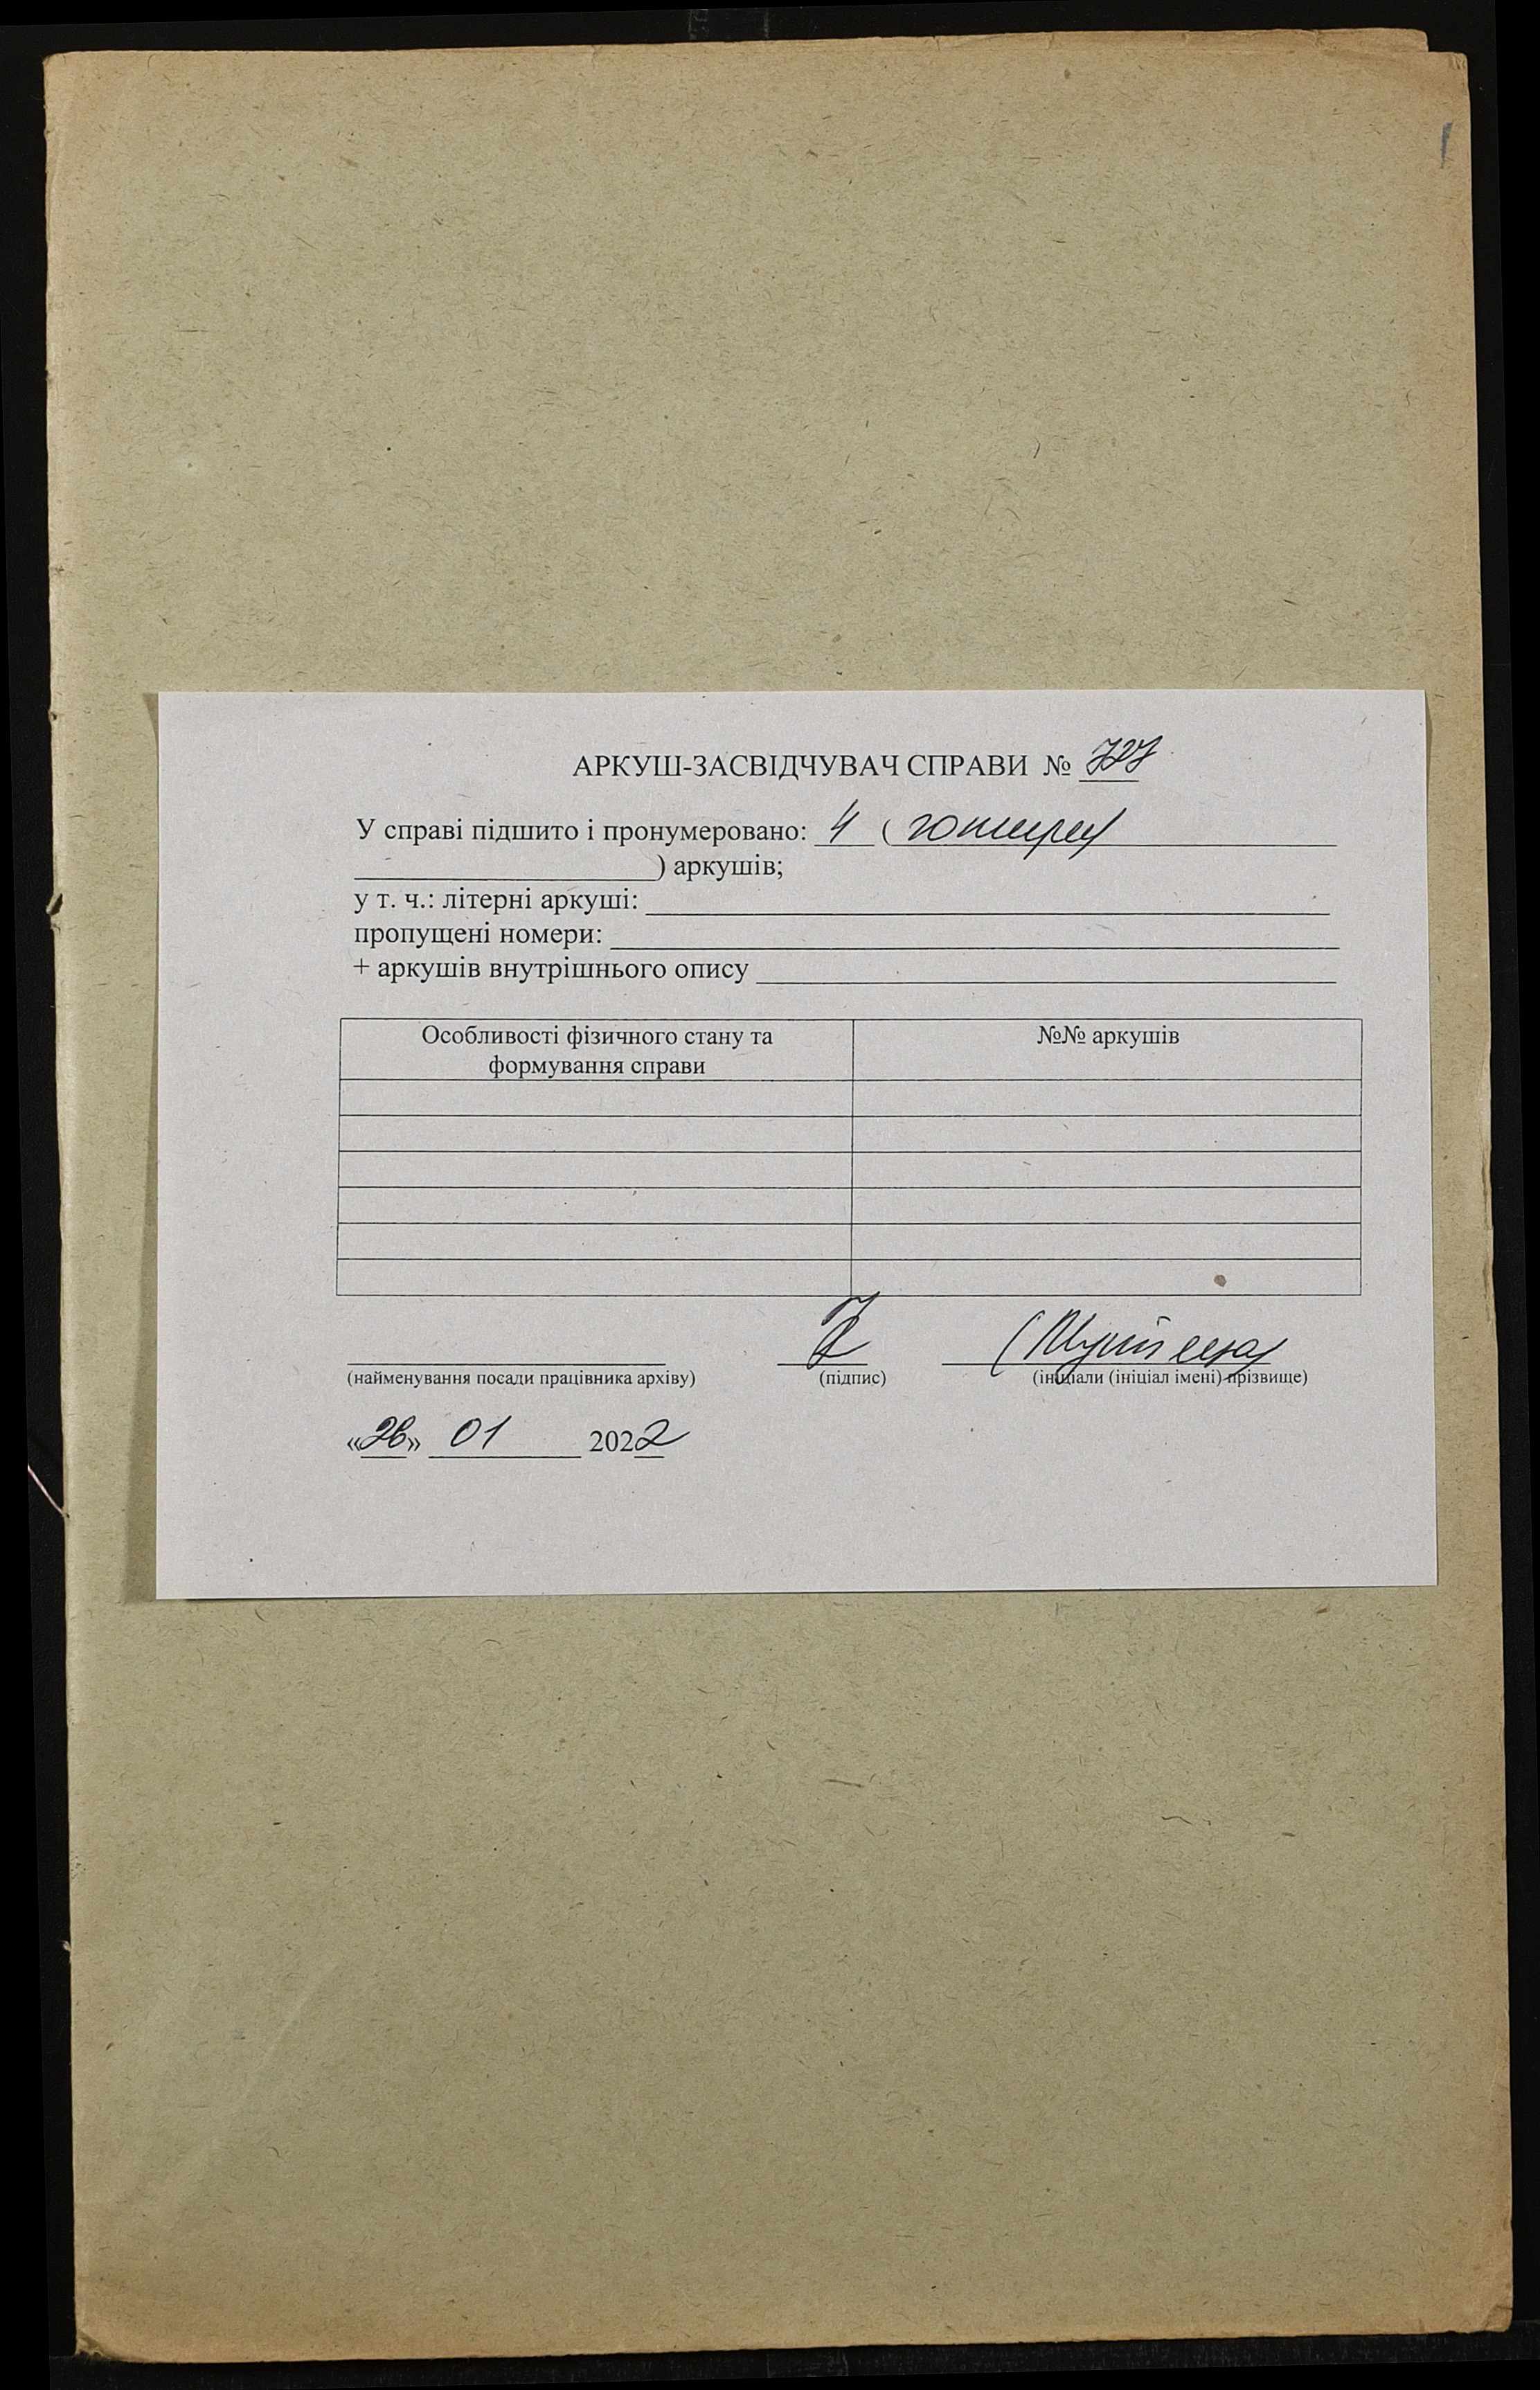 АРКУШ-ЗАСВІДЧУВАЧ СПРАВИ № 727
У справі підшито і пронумеровано: 4 ( чотири
) аркушів;
у т. ч.: літерні аркуші:
пропущені номери:
+ аркушів внутрішнього опису
Особливості фізичного стану та
формування справи
№№ аркушів
(найменування посади працівника архіву)
(підпис)
(ініціали (ініціал імені) прізвище)
«26» 01 2022